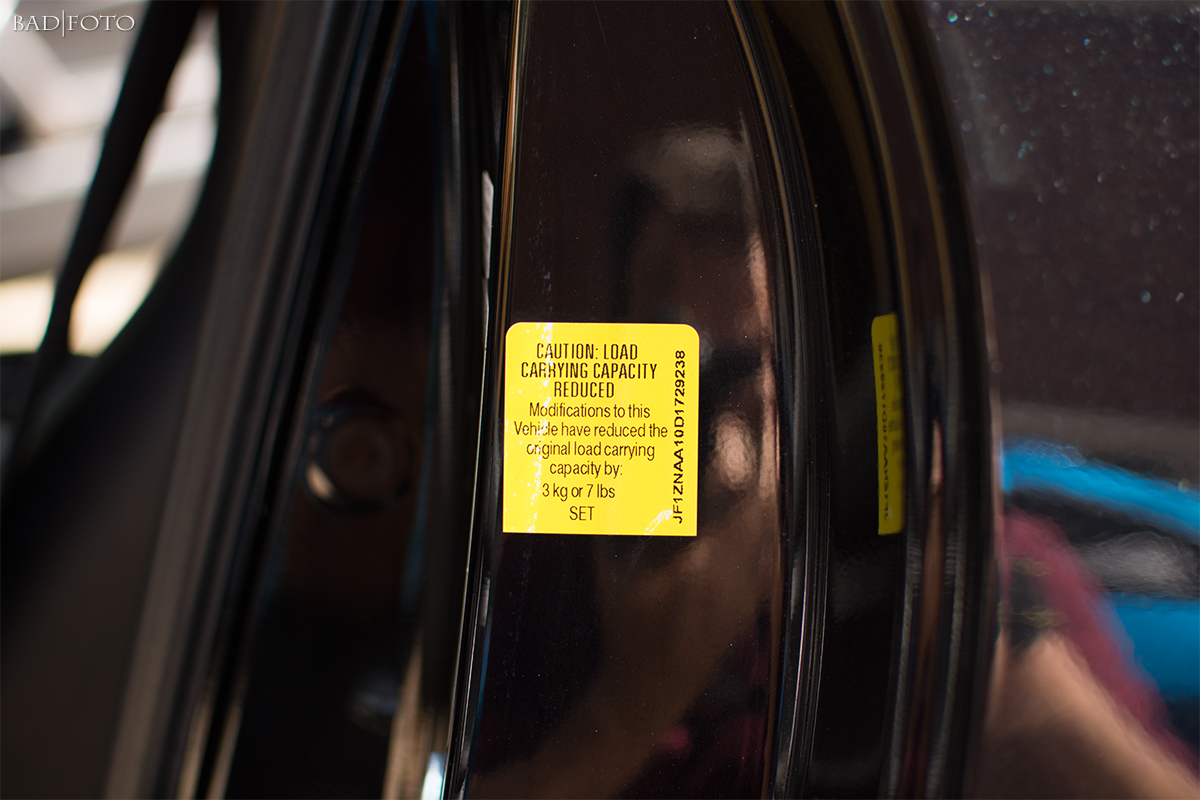 BAD|FOTO
CAUTION: LOAD
CARRYING CAPACITY
REDUCED
Modifications to this
Vehicle have reduced the
original load carrying
capacity by:
3 kg or 7 lbs
SET
JF1ZNAA10D1729238